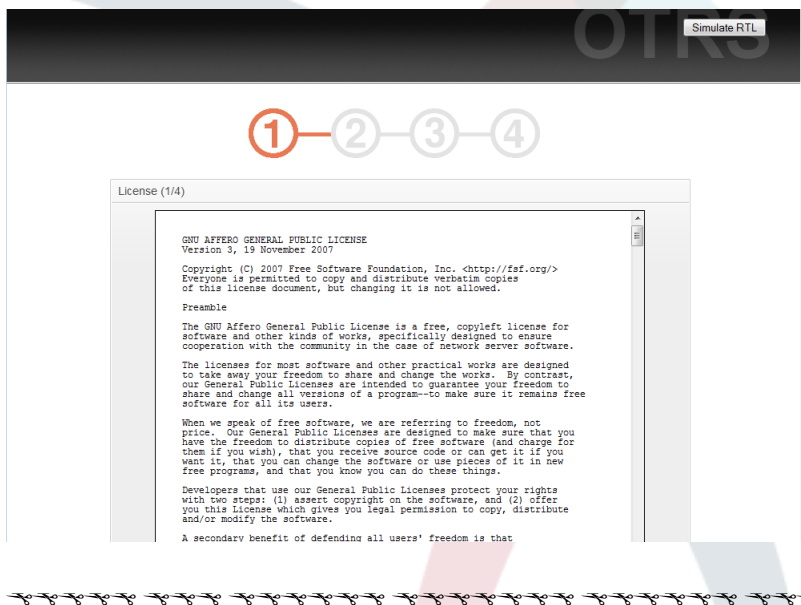 OTRS
Simulate RTL
1 2 3 4
License (1/4)
GNU AFFERO GENERAL PUBLIC LICENSE
Version 3, 19 November 2007
Copyright (C) 2007 Free Software Foundation, Inc. <http://fsf.org/>
Everyone is permitted to copy and distribute verbatim copies
of this license document, but changing it is not allowed.
Preamble
The GNU Affero General Public License is a free, copyleft license for
software and other kinds of works, specifically designed to ensure
cooperation with the community in the case of network server software.
The licenses for most software and other practical works are designed
to take away your freedom to share and change the works.  By contrast,
our General Public Licenses are intended to guarantee your freedom to
share and change all versions of a program--to make sure it remains free
software for all its users.
When we speak of free software, we are referring to freedom, not
price.  Our General Public Licenses are designed to make sure that you
have the freedom to distribute copies of free software (and charge for
them if you wish), that you receive source code or can get it if you
want it, that you can change the software or use pieces of it in new
free programs, and that you know you can do these things.
Developers that use our General Public Licenses protect your rights
with two steps: (1) assert copyright on the software, and (2) offer
you this License which gives you legal permission to copy, distribute
and/or modify the software.
A secondary benefit of defending all users' freedom is that